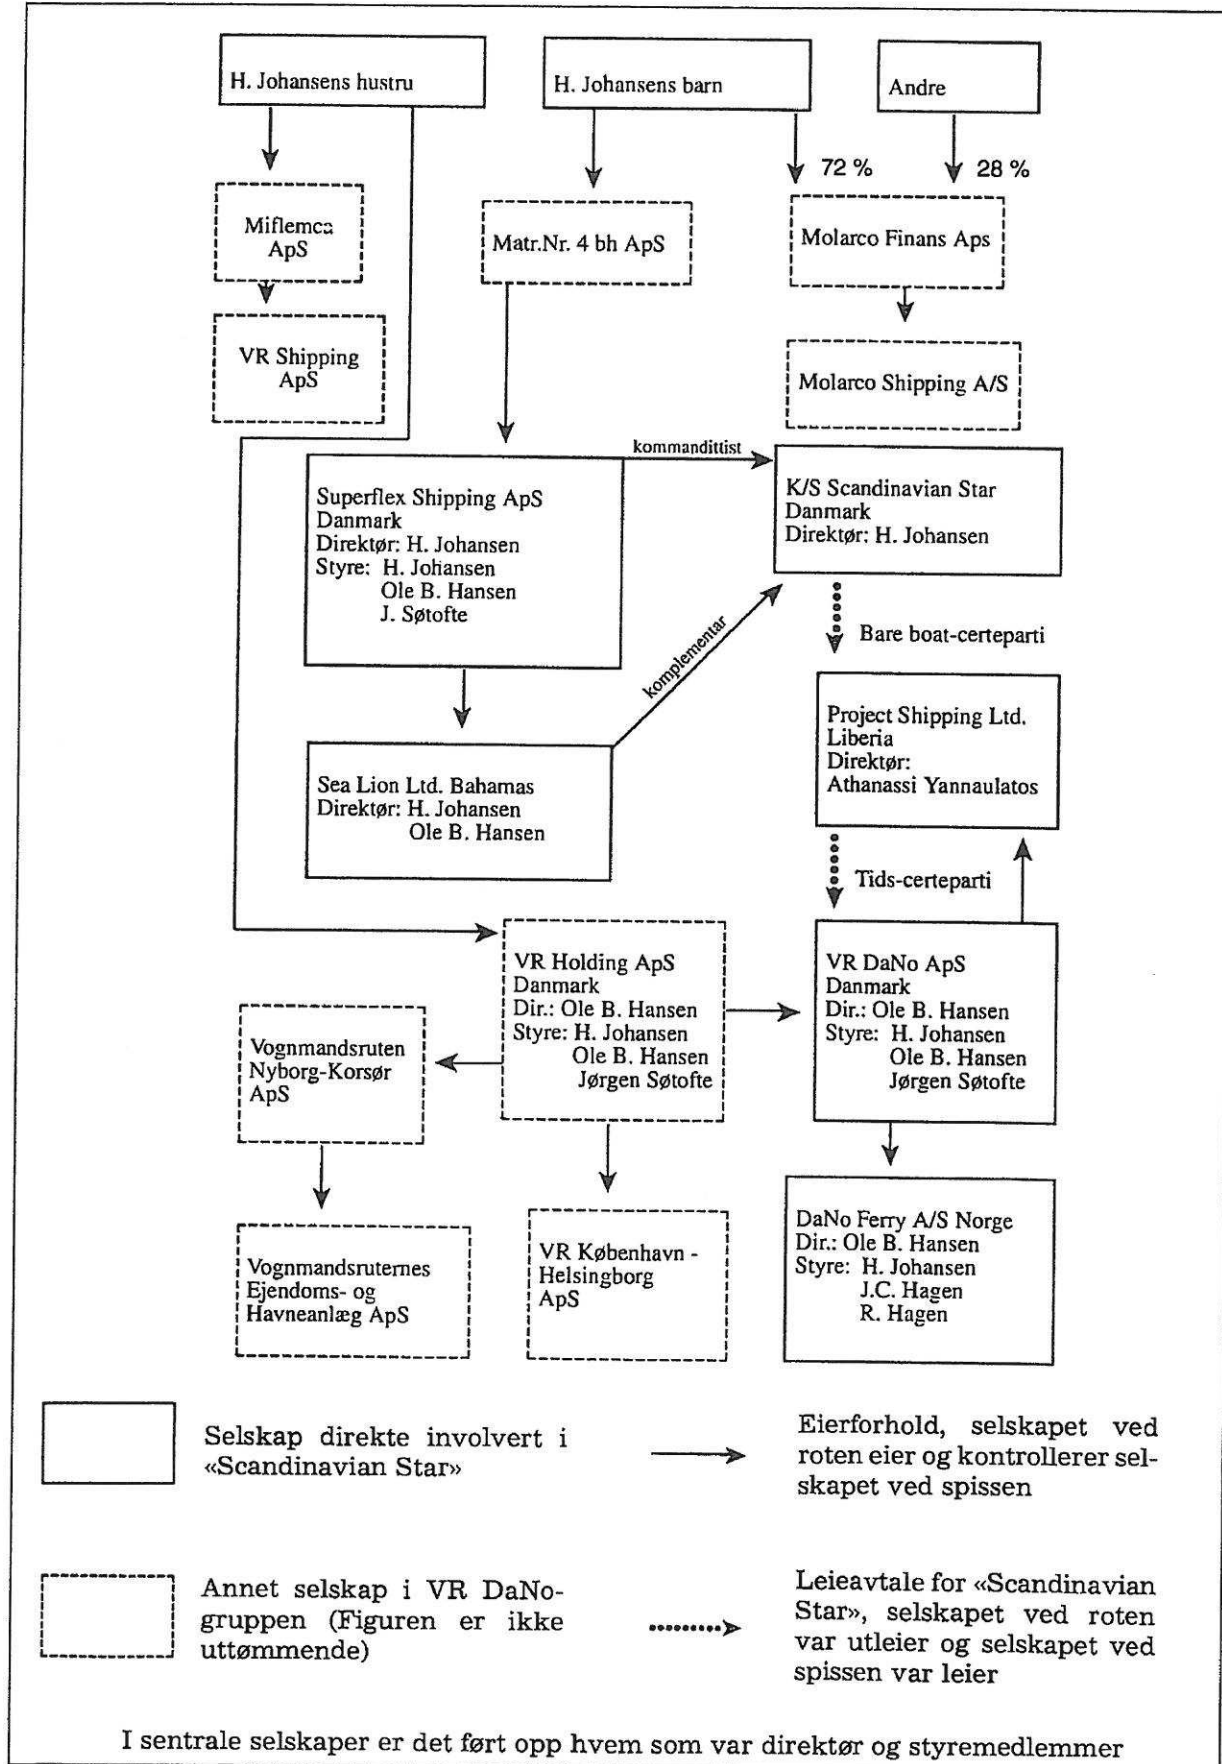 H. Johansens hustru
H. Johansens barn
Andre
72 %
28 %
Miflemca
ApS
Matr.Nr. 4 bh ApS
Molarco Finans Aps
VR Shipping
ApS
Molarco Shipping A/S
kommandittist
Superflex Shipping ApS
Danmark
Direktør: H. Johansen
Styre: H. Johansen
Ole B. Hansen
J. Søtofte
K/S Scandinavian Star
Danmark
Direktør: H. Johansen
komplementar
Bare boat-certeparti
Project Shipping Ltd.
Liberia
Direktør:
Athanassi Yannaulatos
Sea Lion Ltd. Bahamas
Direktør: H. Johansen
Ole B. Hansen
Tids-certeparti
VR Holding ApS
Danmark
Dir.: Ole B. Hansen
Styre: H. Johansen
Ole B. Hansen
Jørgen Søtofte
VR DaNo ApS
Danmark
Dir.: Ole B. Hansen
Styre: H. Johansen
Ole B. Hansen
Jørgen Søtofte
Vognmandsruten
Nyborg-Korsør
ApS
Vognmandsruternes
Ejendoms- og
Havneanlæg ApS
VR København -
Helsingborg
ApS
DaNo Ferry A/S Norge
Dir.: Ole B. Hansen
Styre: H. Johansen
J.C. Hagen
R. Hagen
Selskap direkte involvert i
«Scandinavian Star»
Eierforhold, selskapet ved
roten eier og kontrollerer sel-
skapet ved spissen
Annet selskap i VR DaNo-
gruppen (Figuren er ikke
uttømmende)
Leieavtale for «Scandinavian
Star», selskapet ved roten
var utleier og selskapet ved
spissen var leier
I sentrale selskaper er det ført opp hvem som var direktør og styremedlemmer